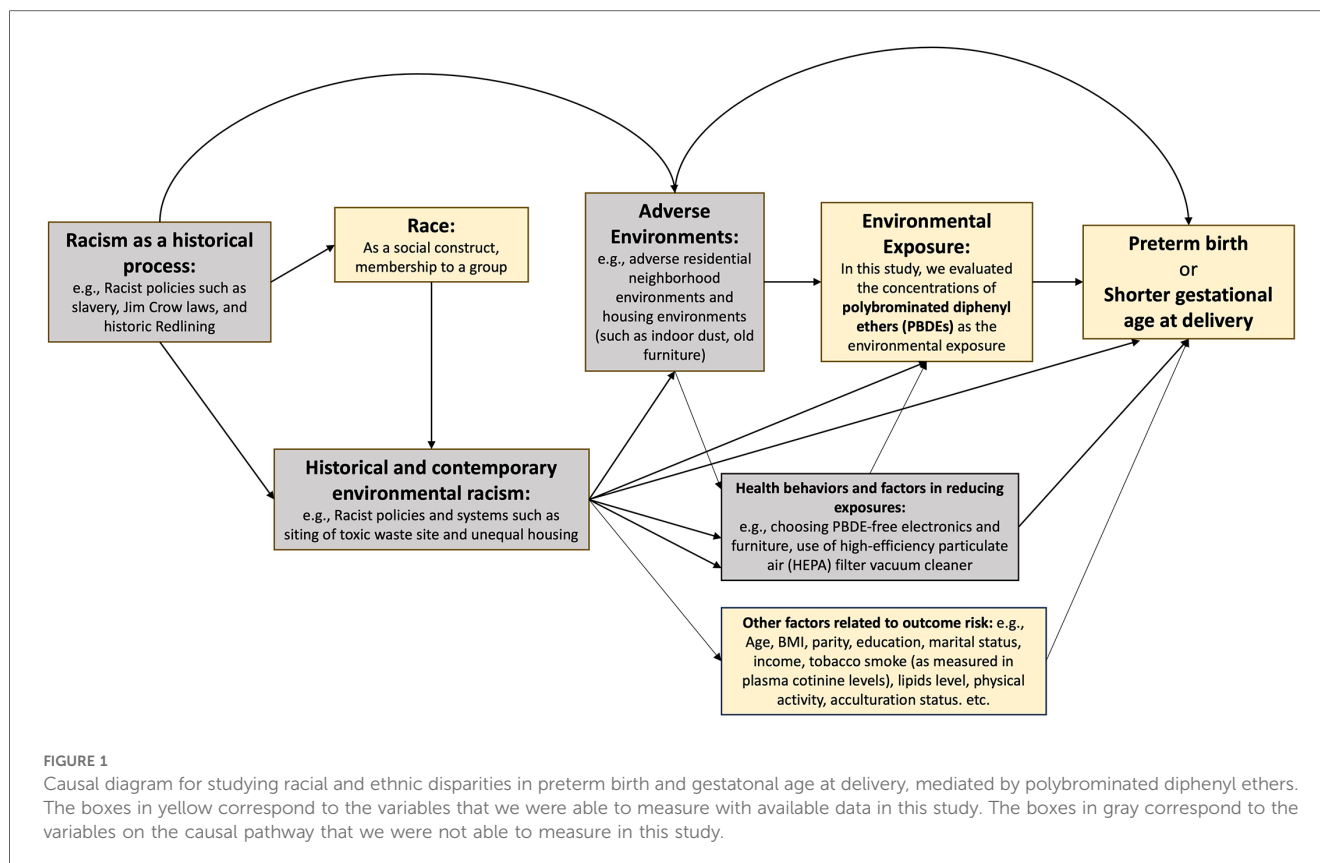 Racism as a historical
process:
e.g., Racist policies such as
slavery, Jim Crow laws, and
historic Redlining
Race:
As a social construct,
membership to a group
Adverse
Environments:
e.g., adverse residential
neighborhood
environments and
housing environments
(such as indoor dust, old
furniture)
Environmental
Exposure:
In this study, we evaluated
the concentrations of
polybrominated diphenyl
ethers (PBDEs) as the
environmental exposure
Preterm birth
or
Shorter gestational
age at delivery
Historical and contemporary
environmental racism:
e.g., Racist policies and systems such as
siting of toxic waste site and unequal housing
Health behaviors and factors in reducing
exposures:
e.g., choosing PBDE-free electronics and
furniture, use of high-efficiency particulate
air (HEPA) filter vacuum cleaner
Other factors related to outcome risk: e.g.,
Age, BMI, parity, education, marital status,
income, tobacco smoke (as measured in
plasma cotinine levels), lipids level, physical
activity, acculturation status. etc.
FIGURE 1
Causal diagram for studying racial and ethnic disparities in preterm birth and gestatonal age at delivery, mediated by polybrominated diphenyl ethers.
The boxes in yellow correspond to the variables that we were able to measure with available data in this study. The boxes in gray correspond to the
variables on the causal pathway that we were not able to measure in this study.